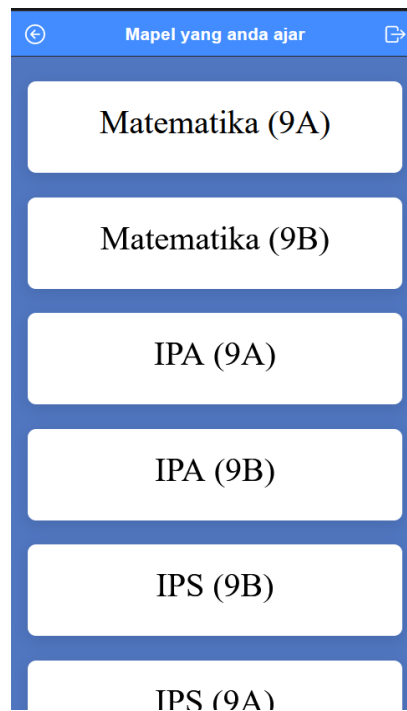 Mapel yang anda ajar
Matematika (9A)
Matematika (9B)
IPA (9A)
IPA (9B)
IPS (9B)
IPS (9A)